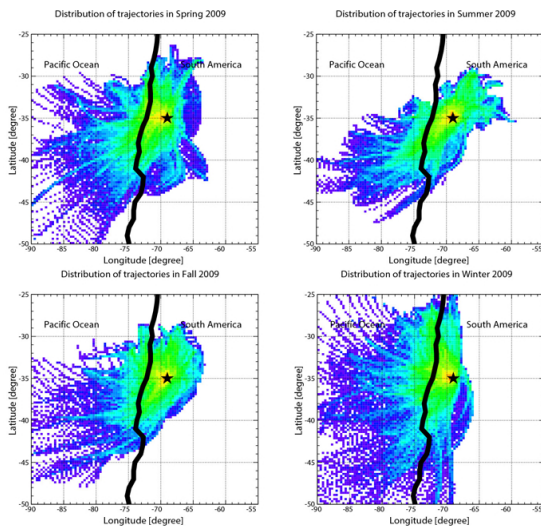 Distribution of trajectories in Spring 2009
-25
-30
-35
-40
-45
-50
Latitude [degree]
Pacific Ocean
South America
-90 -85 -80 -75 -70 -65 -60 -55
Longitude [degree]
Distribution of trajectories in Summer 2009
-25
-30
-35
-40
-45
-50
Latitude [degree]
Pacific Ocean
South America
-90 -85 -80 -75 -70 -65 -60 -55
Longitude [degree]
Distribution of trajectories in Fall 2009
-25
-30
-35
-40
-45
-50
Latitude [degree]
Pacific Ocean
South America
-90 -85 -80 -75 -70 -65 -60 -55
Longitude [degree]
Distribution of trajectories in Winter 2009
-25
-30
-35
-40
-45
-50
Latitude [degree]
Pacific Ocean
South America
-90 -85 -80 -75 -70 -65 -60 -55
Longitude [degree]